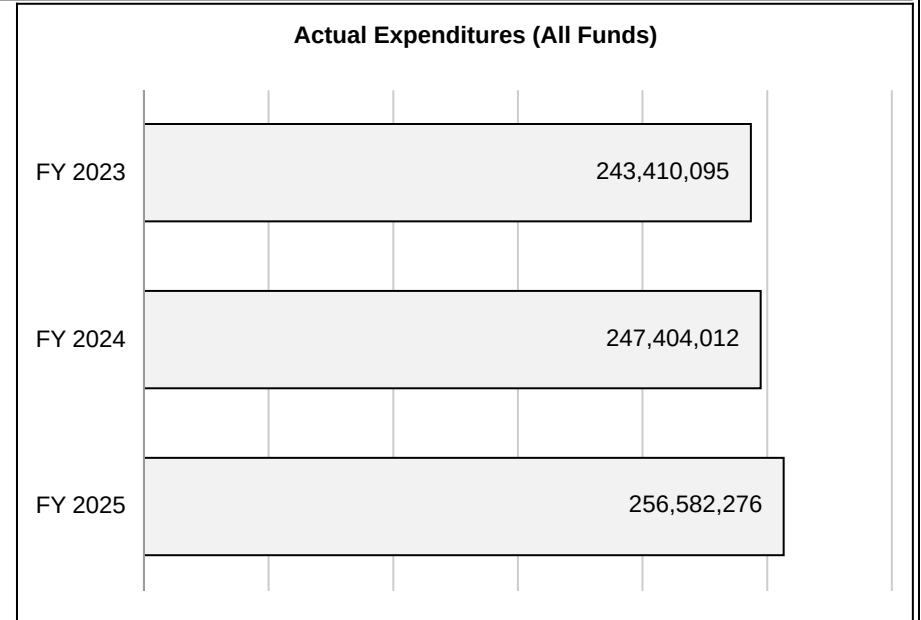 Actual Expenditures (All Funds)
FY 2023 243,410,095
FY 2024 247,404,012
FY 2025 256,582,276